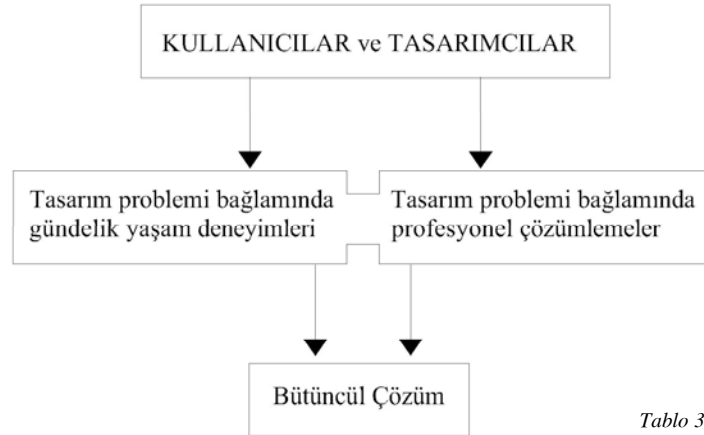 KULLANICILAR ve TASARIMCILAR
Tasarım problemi bağlamında
gündelik yaşam deneyimleri
Tasarım problemi bağlamında
profesyonel çözümlemeler
Bütüncül Çözüm
Tablo 3